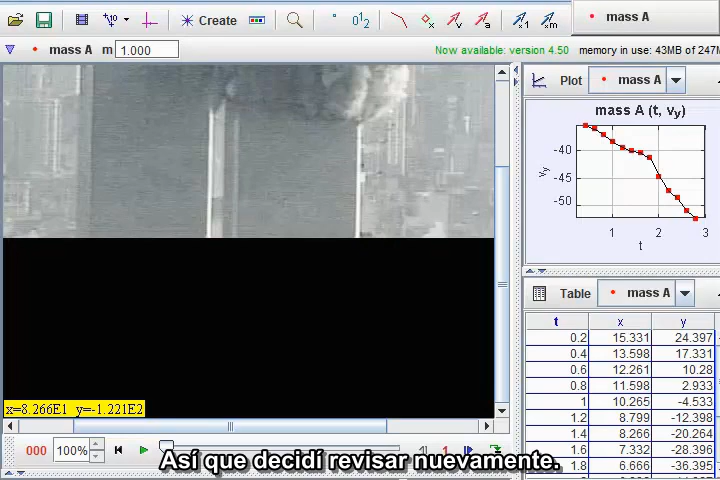 Create
mass A
mass A m 1.000
Now available: version 4.50 memory in use: 43MB of 247M
Plot mass A
mass A (t, vy)
-40
-45
-50
vy
1 2 3
t
Table mass A
t x y
0.2 15.331 24.397
0.4 13.598 17.331
0.6 12.261 10.28
0.8 11.598 2.933
1 10.265 -4.533
1.2 8.799 -12.398
1.4 8.266 -20.264
1.6 7.332 -28.395
1.8 6.666 -36.395
x=8.266E1 y=-1.221E2
000 100% 1
Así que decidí revisar nuevamente.